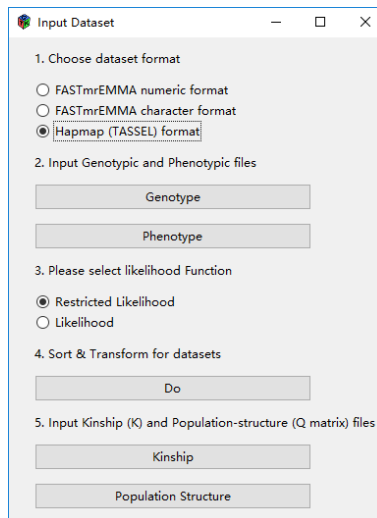 Input Dataset
1. Choose dataset format
FASTmrEMMA numeric format
FASTmrEMMA character format
Hapmap (TASSEL) format
2. Input Genotypic and Phenotypic files
Genotype
Phenotype
3. Please select likelihood Function
Restricted Likelihood
Likelihood
4. Sort & Transform for datasets
Do
5. Input Kinship (K) and Population-structure (Q matrix) files
Kinship
Population Structure